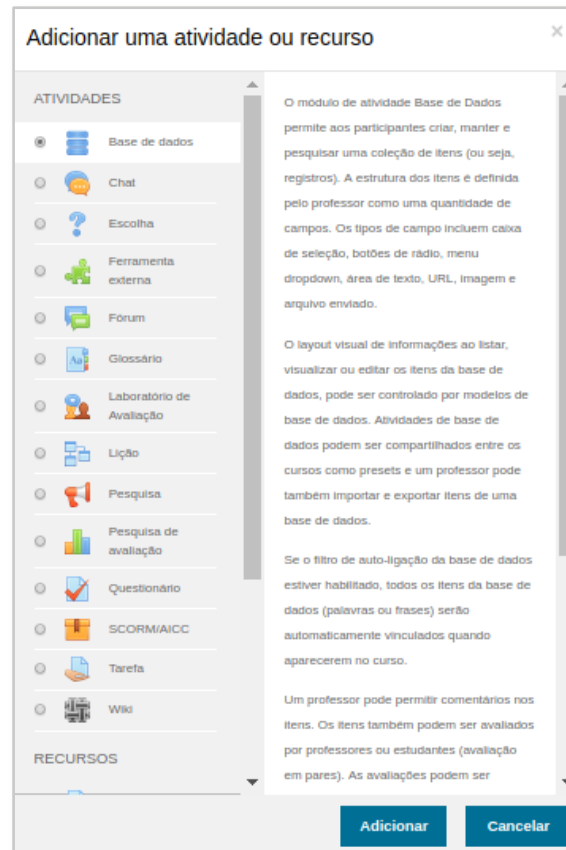 Adicionar uma atividade ou recurso
×
ATIVIDADES
Base de dados
Chat
Escolha
Ferramenta
externa
Fórum
Glossário
Laboratório de
Avaliação
Lição
Pesquisa
Pesquisa de
avaliação
Questionário
SCORM/AICC
Tarefa
Wiki
RECURSOS
O módulo de atividade Base de Dados
permite aos participantes criar, manter e
pesquisar uma coleção de itens (ou seja,
registros). A estrutura dos itens é definida
pelo professor como uma quantidade de
campos. Os tipos de campo incluem caixa
de seleção, botões de rádio, menu
dropdown, área de texto, URL, imagem e
arquivo enviado.
O layout visual de informações ao listar,
visualizar ou editar os itens da base de
dados, pode ser controlado por modelos de
base de dados. Atividades de base de
dados podem ser compartilhados entre os
cursos como presets e um professor pode
também importar e exportar itens de uma
base de dados.
Se o filtro de auto-ligação da base de dados
estiver habilitado, todos os itens da base de
dados (palavras ou frases) serão
automaticamente vinculados quando
aparecerem no curso.
Um professor pode permitir comentários nos
itens. Os itens também podem ser avaliados
por professores ou estudantes (avaliação
em pares). As avaliações podem ser
Adicionar
Cancelar